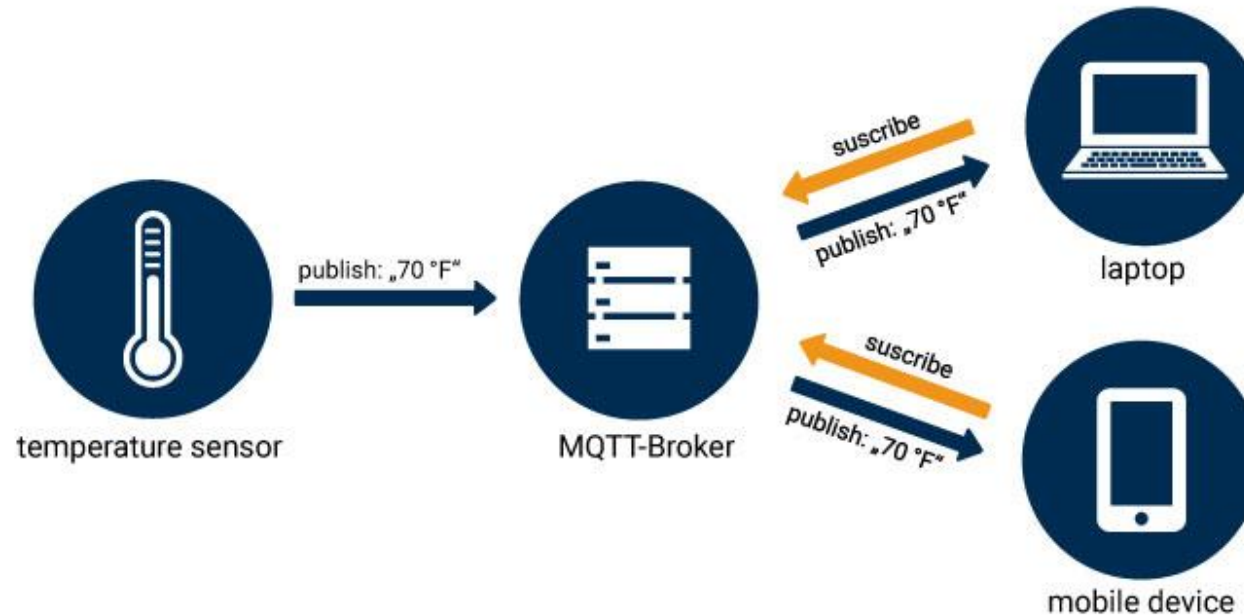 temperature sensor
publish: „70 °F“
MQTT-Broker
suscribe
publish: „70 °F“
laptop
suscribe
publish: „70 °F“
mobile device